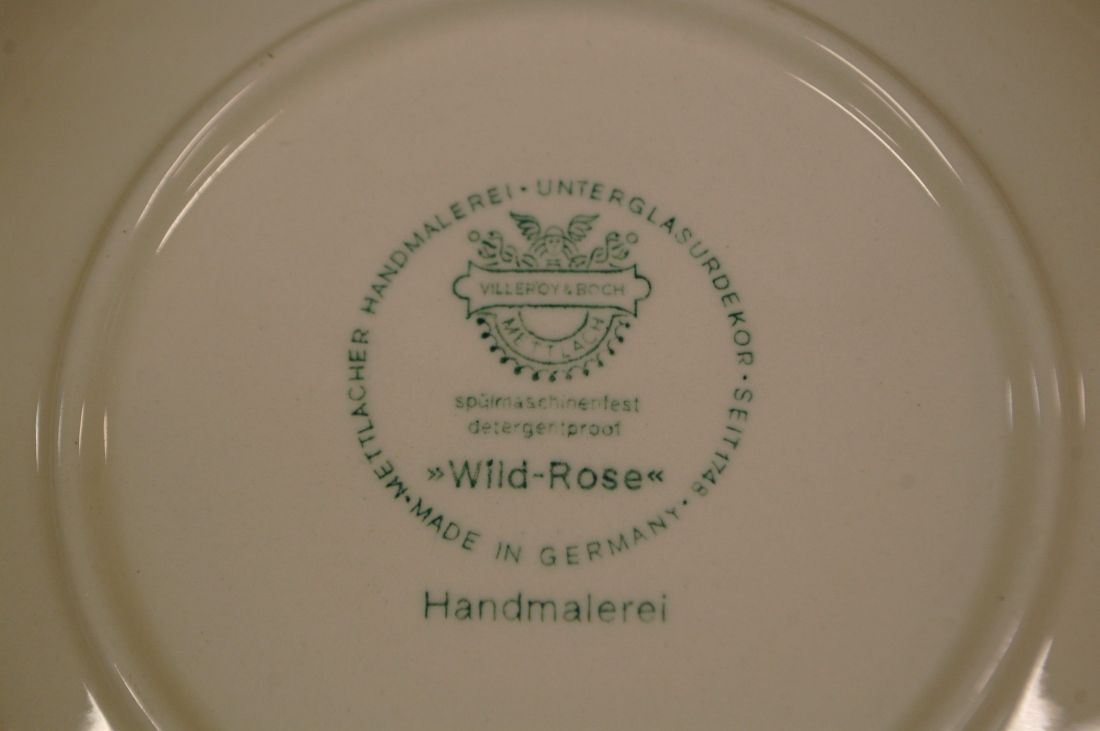 METTLACHER HANDMALEREI · UNTERGLASURDEKOR · SEIT 1748 · MADE IN GERMANY ·
VILLEROY & BOCH
METTLACH
spülmaschinenfest
detergentproof
»Wild-Rose«
Handmalerei